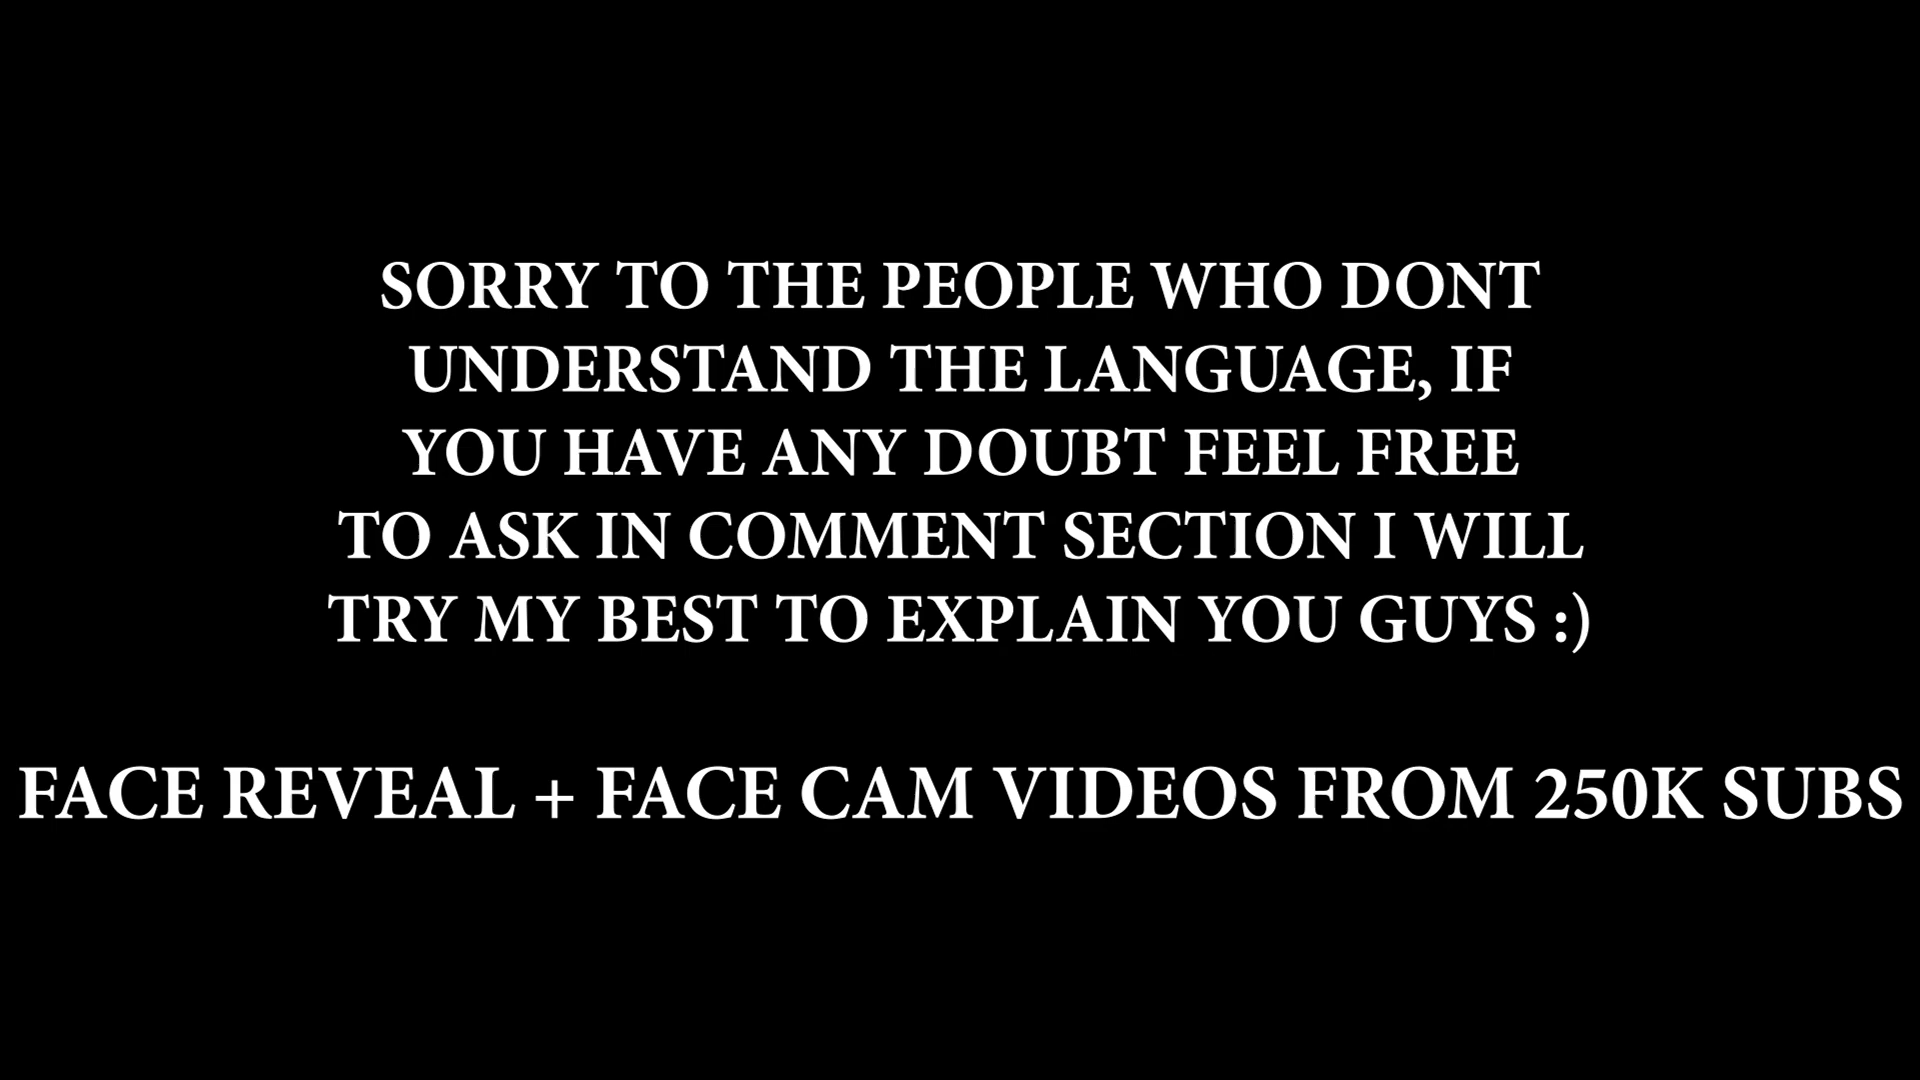 SORRY TO THE PEOPLE WHO DONT
UNDERSTAND THE LANGUAGE, IF
YOU HAVE ANY DOUBT FEEL FREE
TO ASK IN COMMENT SECTION I WILL
TRY MY BEST TO EXPLAIN YOU GUYS :)
FACE REVEAL + FACE CAM VIDEOS FROM 250K SUBS